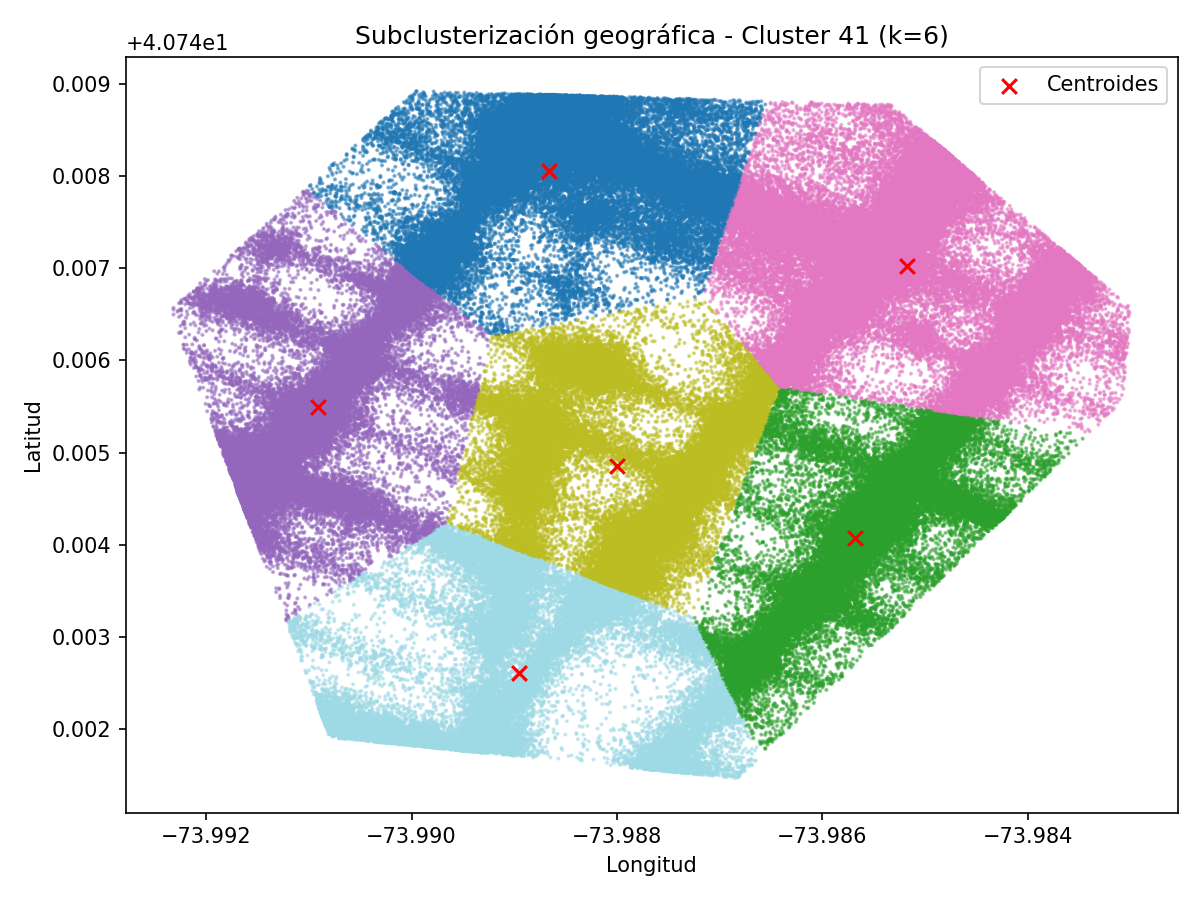 Subclusterización geográfica - Cluster 41 (k=6)
+4.074e1
Centroides
0.009
0.008
0.007
0.006
0.005
0.004
0.003
0.002
Latitud
−73.992
−73.990
−73.988
−73.986
−73.984
Longitud